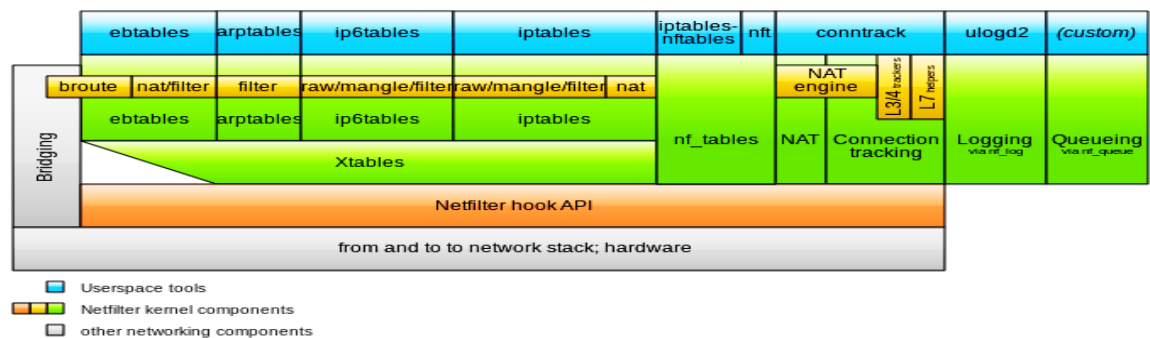 ebtables
arptables
ip6tables
iptables
iptables-
nftables
nft
conntrack
ulogd2
(custom)
broute
nat/filter
filter
raw/mangle/filter
raw/mangle/filter
nat
NAT
engine
L3/4 trackers
L7 helpers
ebtables
arptables
ip6tables
iptables
nf_tables
NAT
Connection
tracking
Logging
via nf_log
Queueing
via nf_queue
Bridging
Xtables
Netfilter hook API
from and to to network stack; hardware
Userspace tools
Netfilter kernel components
other networking components